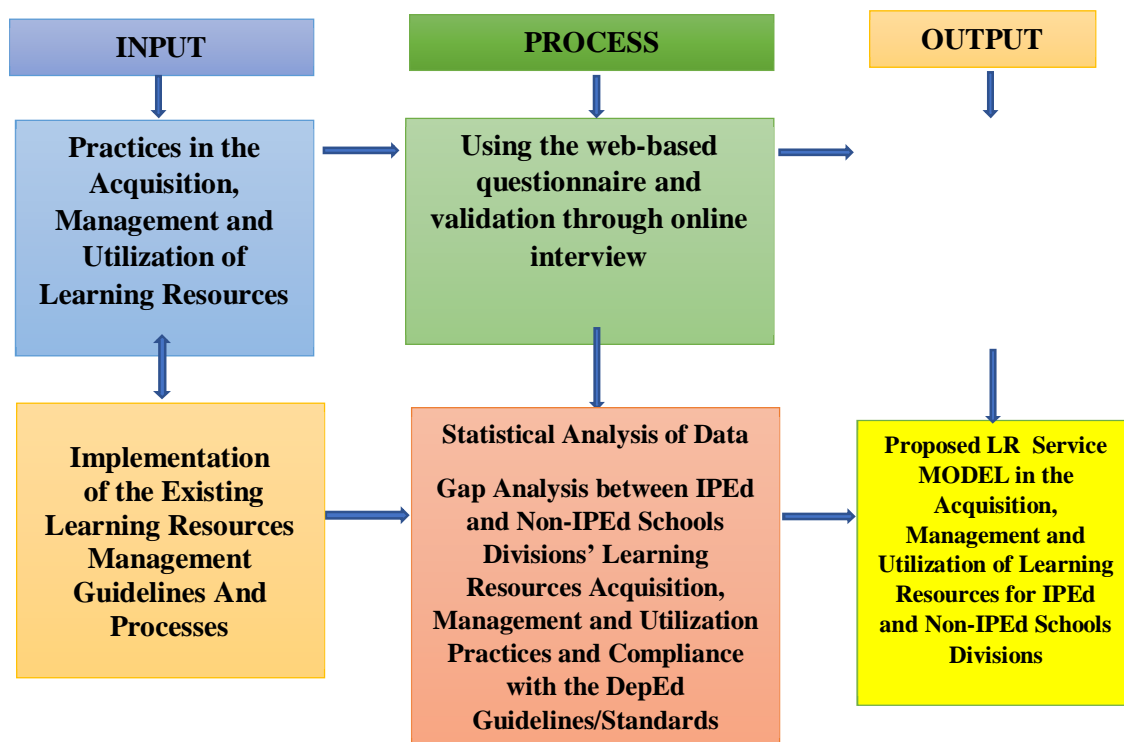 INPUT
PROCESS
OUTPUT
Practices in the
Acquisition,
Management and
Utilization of
Learning Resources
Using the web-based
questionnaire and
validation through online
interview
Implementation
of the Existing
Learning Resources
Management
Guidelines And
Processes
Statistical Analysis of Data
Gap Analysis between IPEd
and Non-IPEd Schools
Divisions’ Learning
Resources Acquisition,
Management and Utilization
Practices and Compliance
with the DepEd
Guidelines/Standards
Proposed LR Service
MODEL in the
Acquisition,
Management and
Utilization of Learning
Resources for IPEd
and Non-IPEd Schools
Divisions